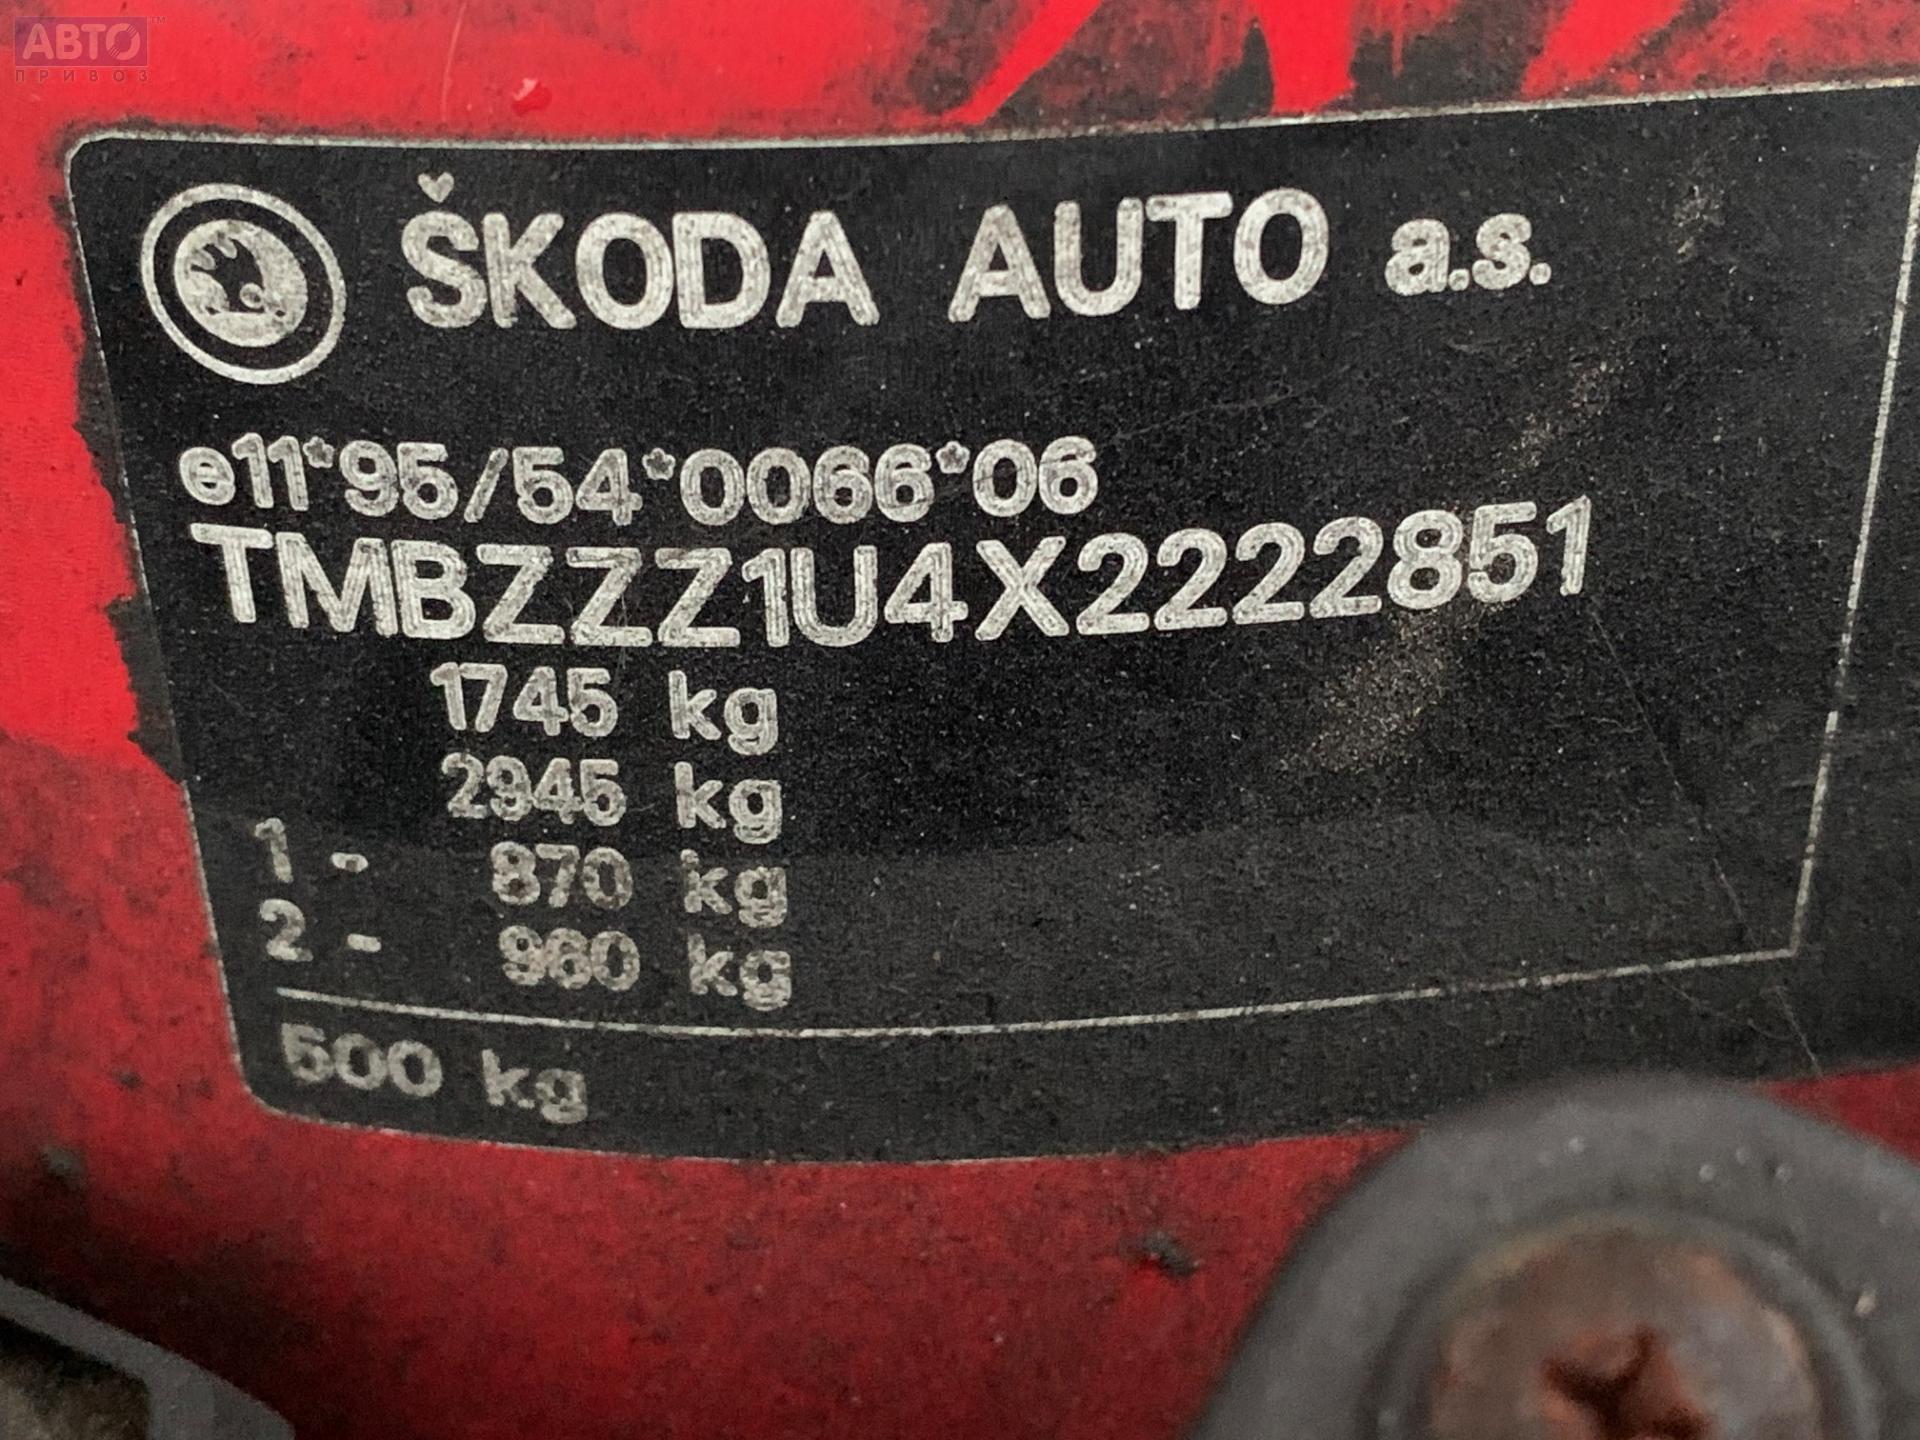 АВТО™
ПРИВОЗ
ŠKODA AUTO a.s.
e11*95/54*0066*06
TMBZZZ1U4X2222851
1745 kg
2945 kg
1 - 870 kg
2 - 960 kg
500 kg